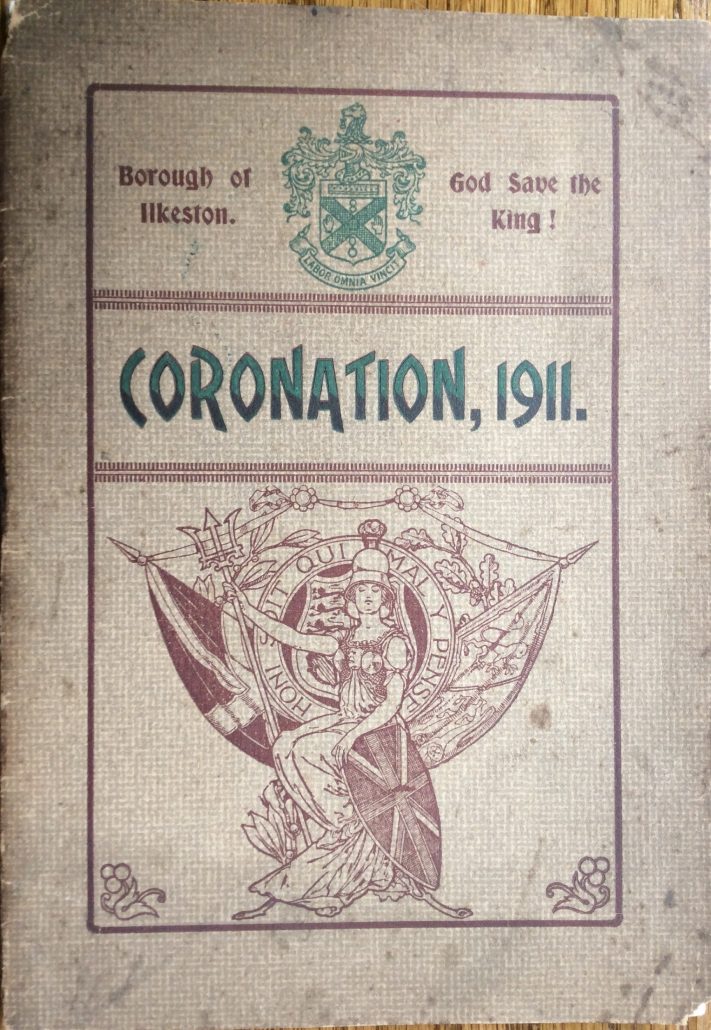 Borough of
Ilkeston.
God Save the
King !
LABOR OMNIA VINCIT
CORONATION, 1911.
HONI SOIT QUI MAL Y PENSE